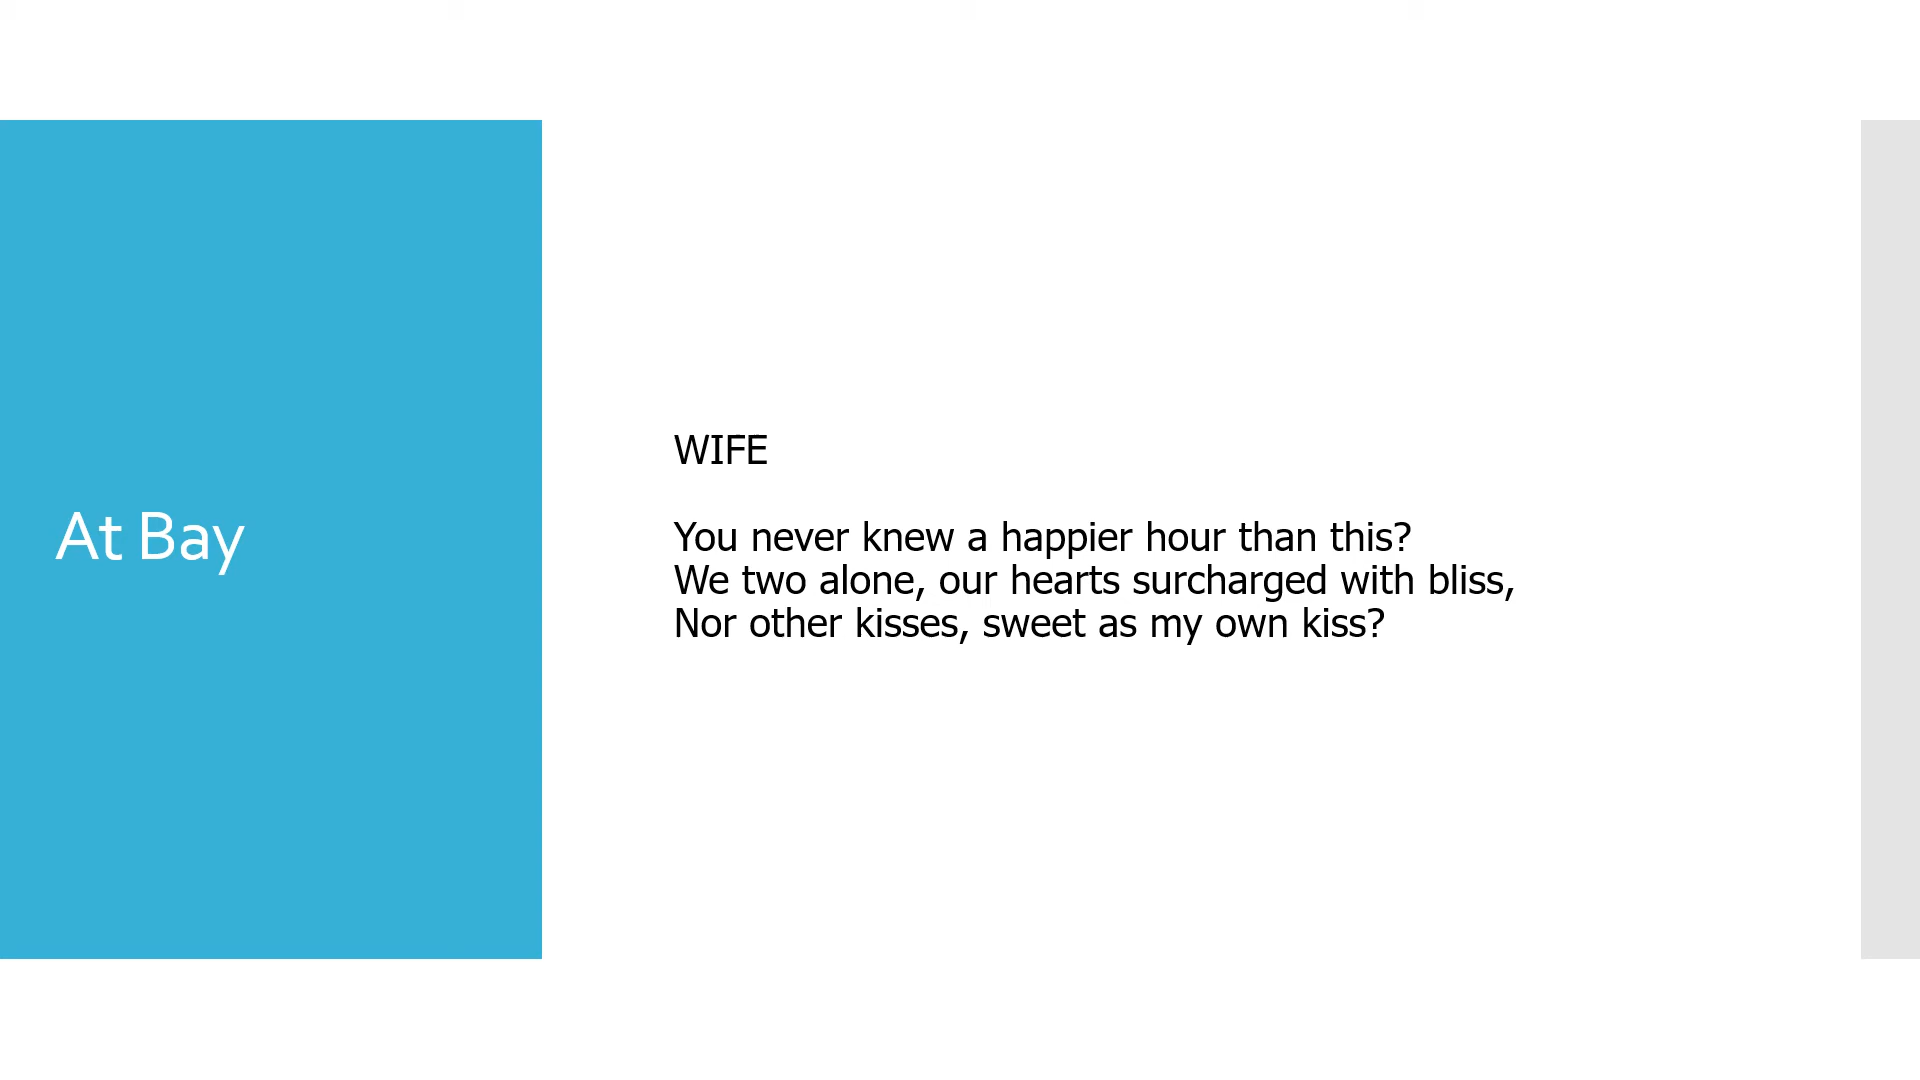 At Bay
WIFE
You never knew a happier hour than this?
We two alone, our hearts surcharged with bliss,
Nor other kisses, sweet as my own kiss?